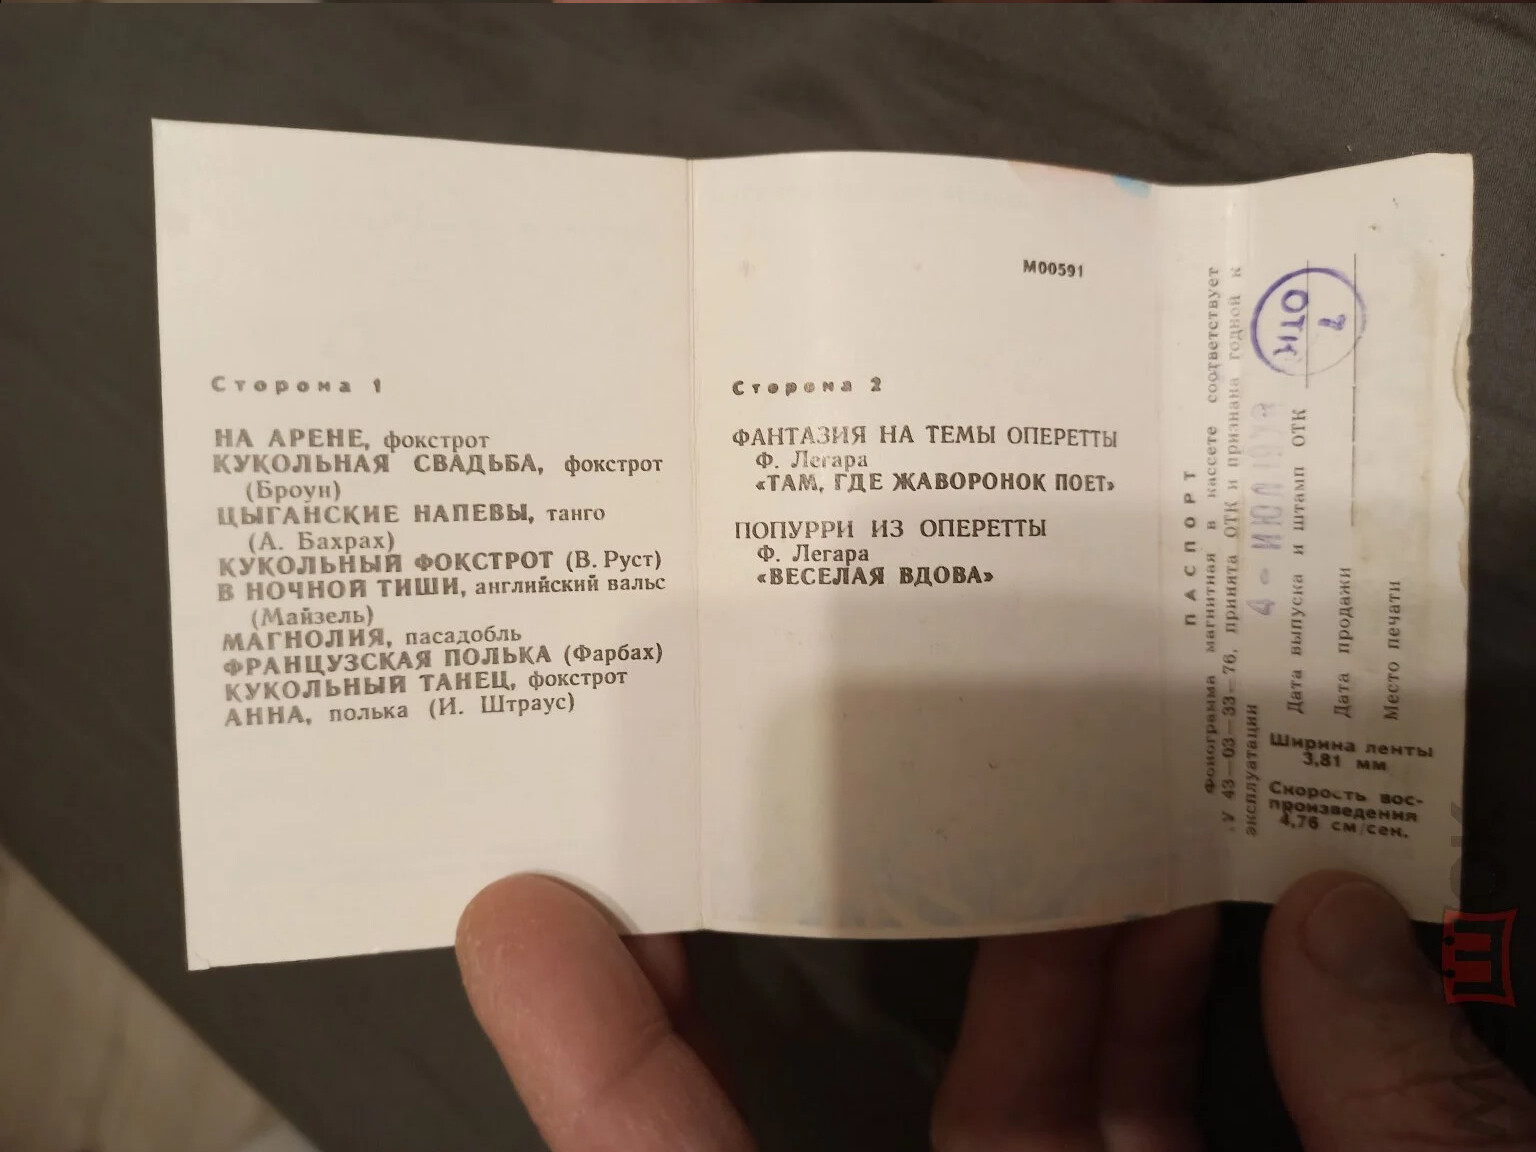 Сторона 1
НА АРЕНЕ, фокстрот
КУКОЛЬНАЯ СВАДЬБА, фокстрот
(Броун)
ЦЫГАНСКИЕ НАПЕВЫ, танго
(А. Бахрах)
КУКОЛЬНЫЙ ФОКСТРОТ (В. Руст)
В НОЧНОЙ ТИШИ, английский вальс
(Майзель)
МАГНОЛИЯ, пасадобль
ФРАНЦУЗСКАЯ ПОЛЬКА (Фарбах)
КУКОЛЬНЫЙ ТАНЕЦ, фокстрот
АННА, полька (И. Штраус)
М00591
Сторона 2
ФАНТАЗИЯ НА ТЕМЫ ОПЕРЕТТЫ
Ф. Легара
«ТАМ, ГДЕ ЖАВОРОНОК ПОЕТ»
ПОПУРРИ ИЗ ОПЕРЕТТЫ
Ф. Легара
«ВЕСЕЛАЯ ВДОВА»
ПАСПОРТ
Фонограмма магнитная в кассете соответствует
У 43—03—33—76, принята ОТК и признана годной к
эксплуатации
4 - ИЮЛ
Дата выпуска и штамп ОТК
ОТК
7
Дата продажи
Место печати
Ширина ленты
3,81 мм
Скорость вос-
произведения
4,76 см/сек.